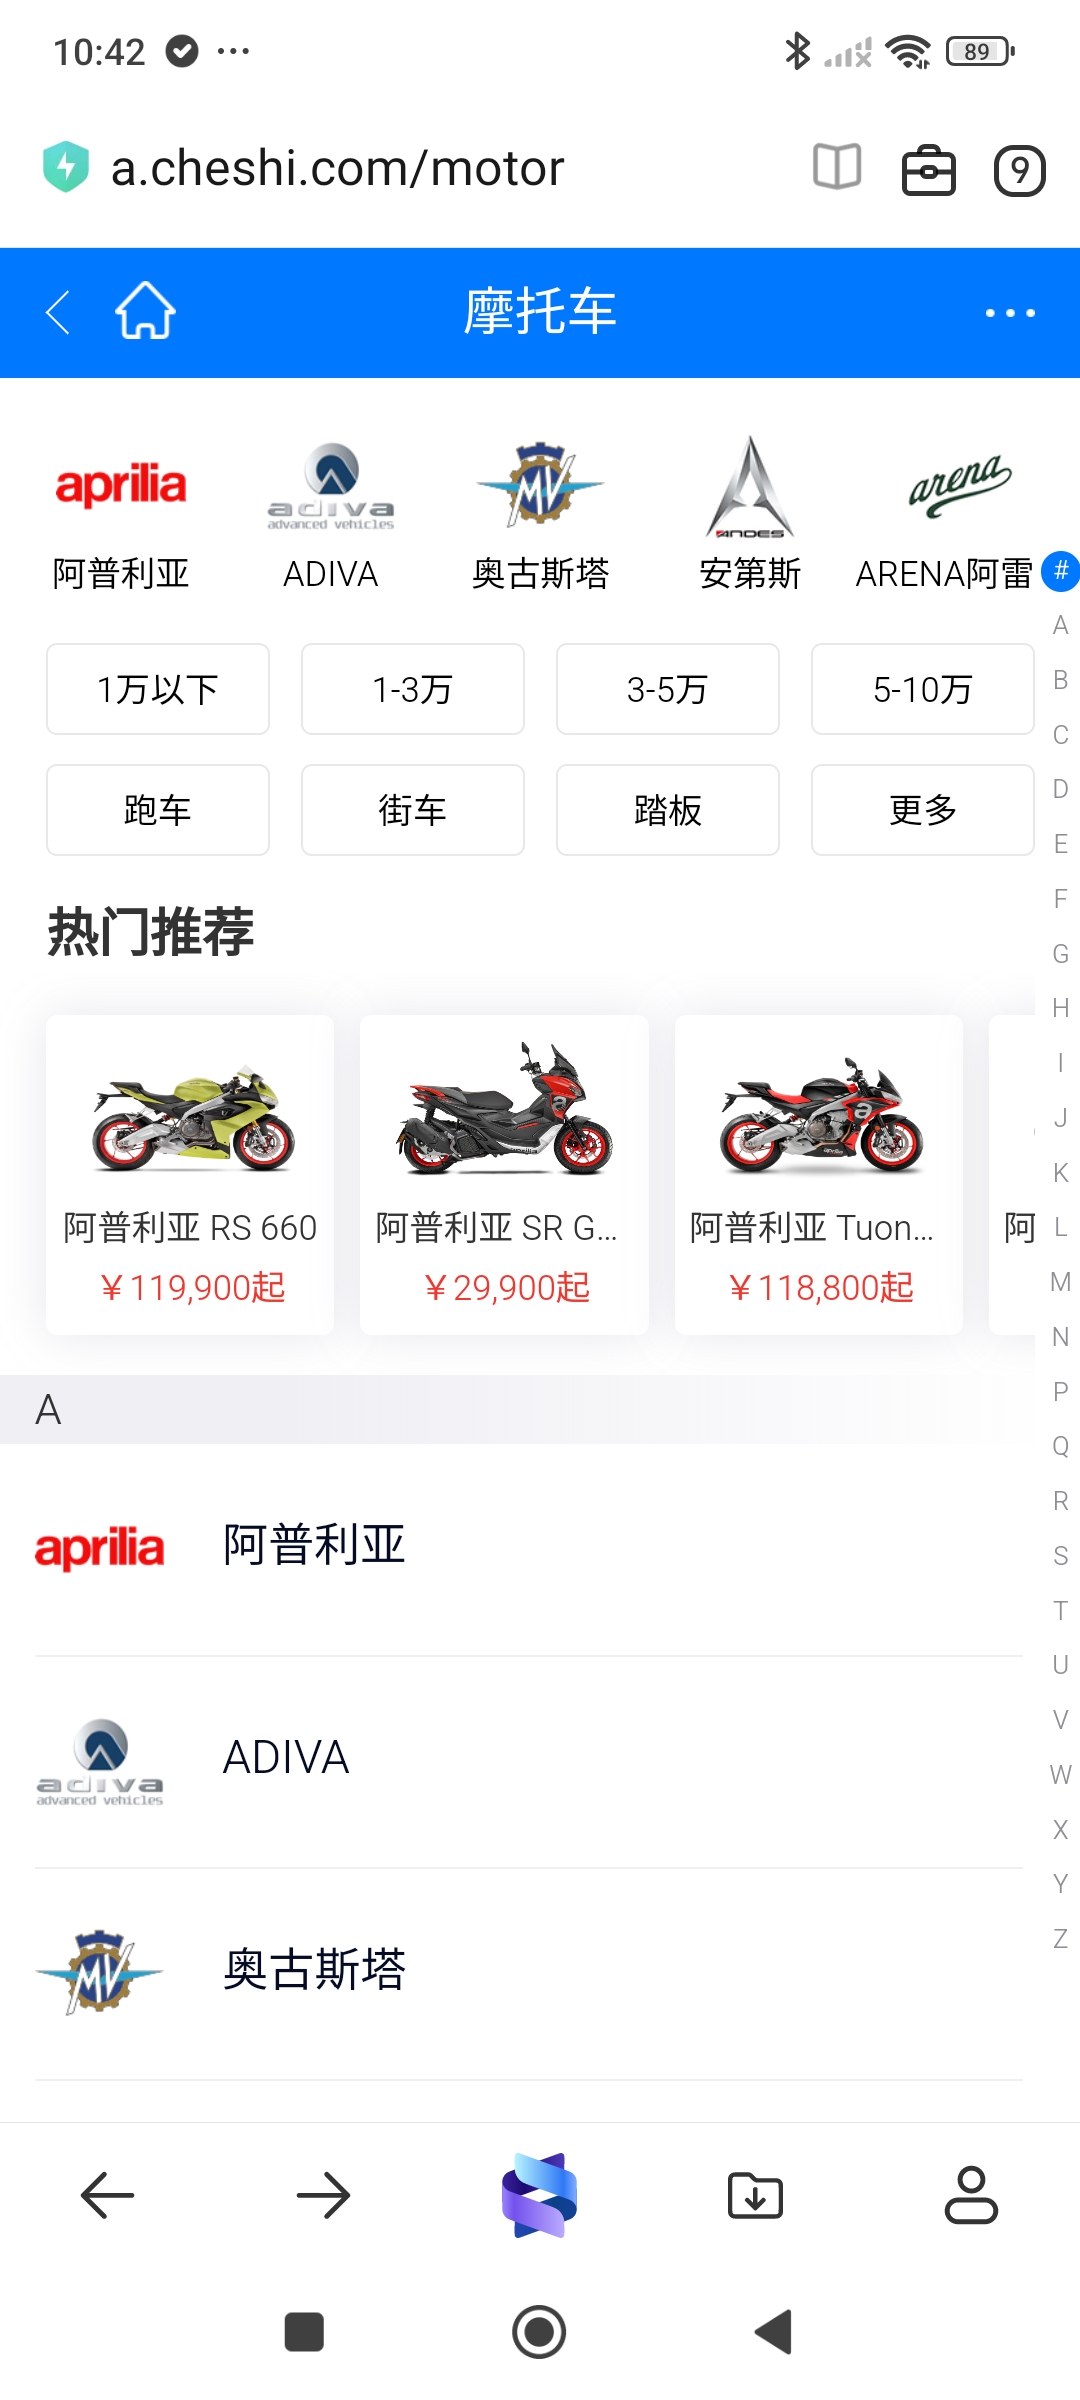 10:42
89
a.cheshi.com/motor
9
摩托车
aprilia
adiva
advanced vehicles
MV
ANDES
arena
阿普利亚
ADIVA
奥古斯塔
安第斯
ARENA阿雷
#
1万以下
1-3万
3-5万
5-10万
跑车
街车
踏板
更多
热门推荐
阿普利亚 RS 660
阿普利亚 SR G...
阿普利亚 Tuon...
阿
￥119,900起
￥29,900起
￥118,800起
A
aprilia
阿普利亚
adiva
advanced vehicles
ADIVA
MV
奥古斯塔
A
B
C
D
E
F
G
H
I
J
K
L
M
N
P
Q
R
S
T
U
V
W
X
Y
Z